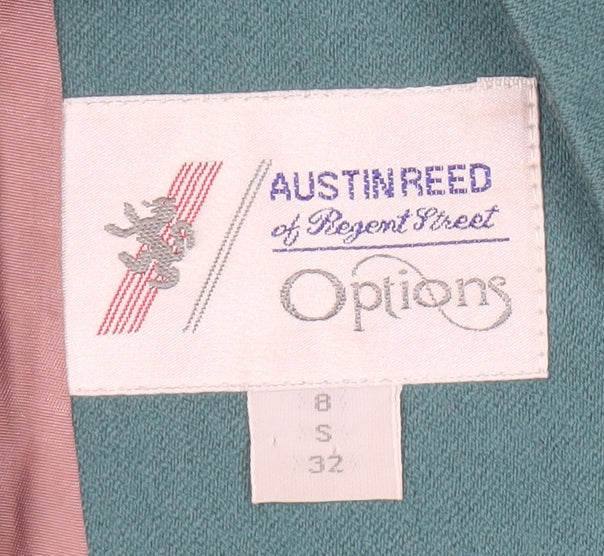 AUSTIN REED
of Regent Street
Options
8
S
32